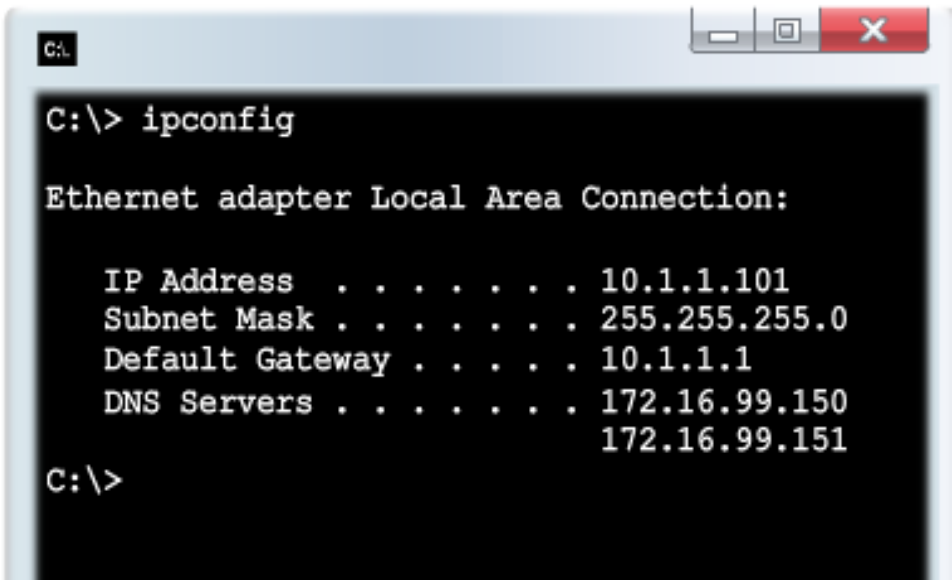 C:\.
C:\> ipconfig
Ethernet adapter Local Area Connection:
IP Address . . . . . . . 10.1.1.101
Subnet Mask . . . . . . . 255.255.255.0
Default Gateway . . . . . 10.1.1.1
DNS Servers . . . . . . . 172.16.99.150
172.16.99.151
C:\>